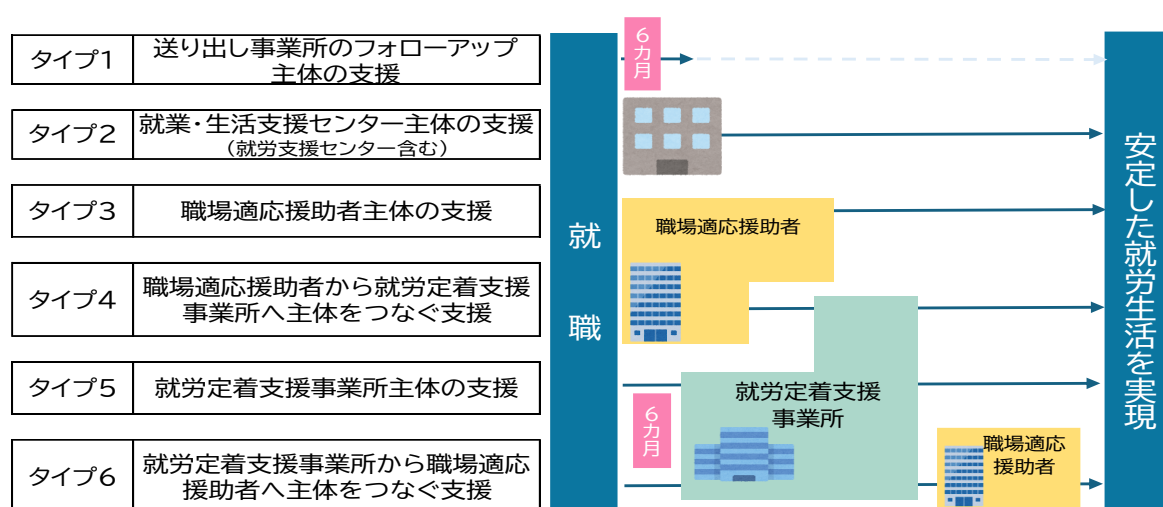 タイプ1
送り出し事業所のフォローアップ
主体の支援
タイプ2
就業・生活支援センター主体の支援
（就労支援センター含む）
タイプ3
職場適応援助者主体の支援
タイプ4
職場適応援助者から就労定着支援
事業所へ主体をつなぐ支援
タイプ5
就労定着支援事業所主体の支援
タイプ6
就労定着支援事業所から職場適応
援助者へ主体をつなぐ支援
就職
6カ月
職場適応援助者
就労定着支援
事業所
6カ月
職場適応
援助者
安定した就労生活を実現